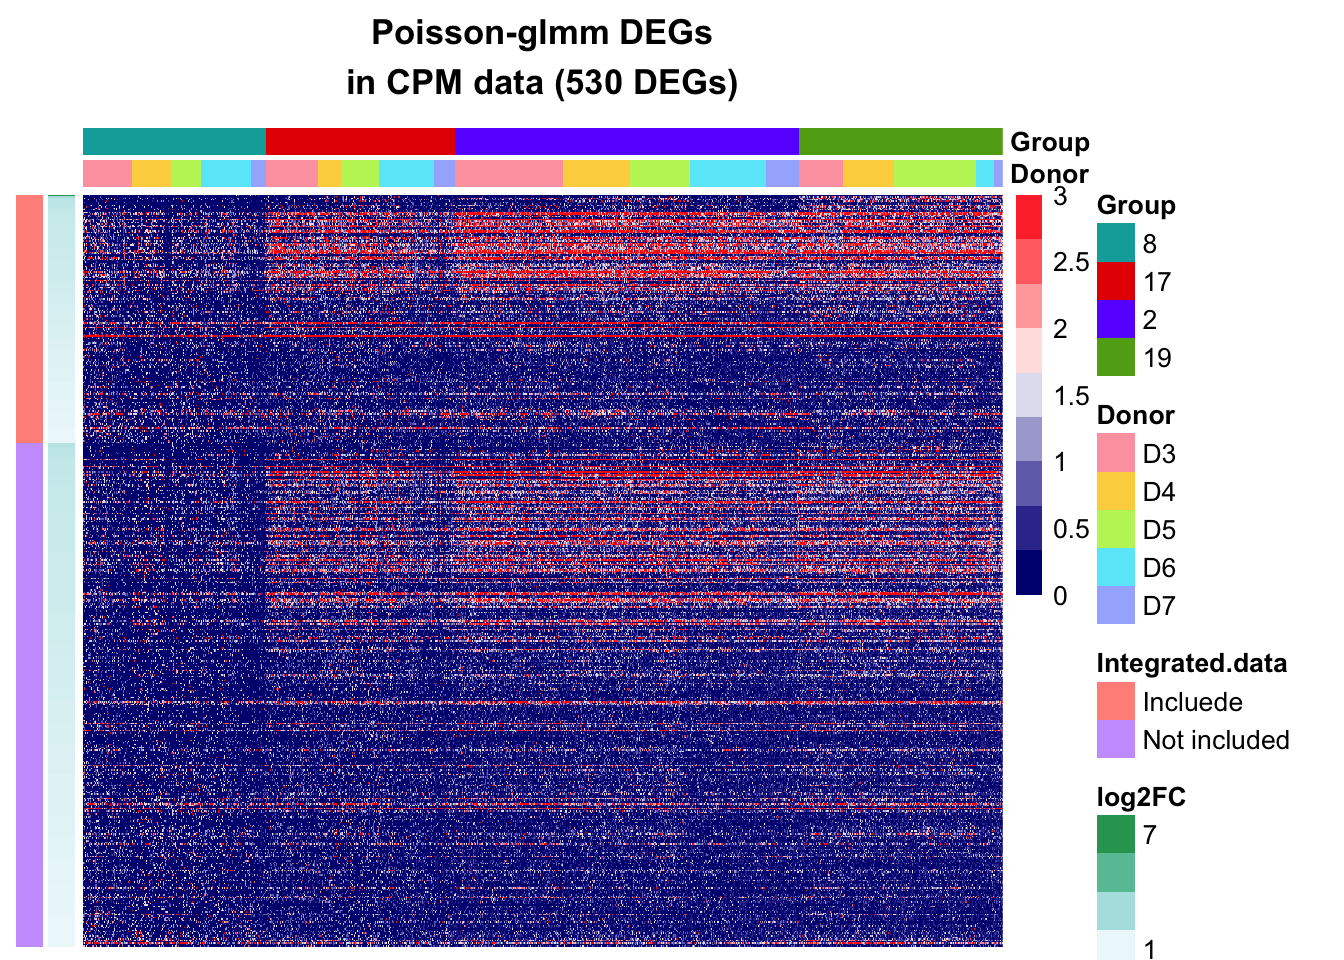 Poisson-glmm DEGs
in CPM data (530 DEGs)
Group
Donor
3
2.5
2
1.5
1
0.5
0
Group
8
17
2
19
Donor
D3
D4
D5
D6
D7
Integrated.data
Incluede
Not included
log2FC
7
1